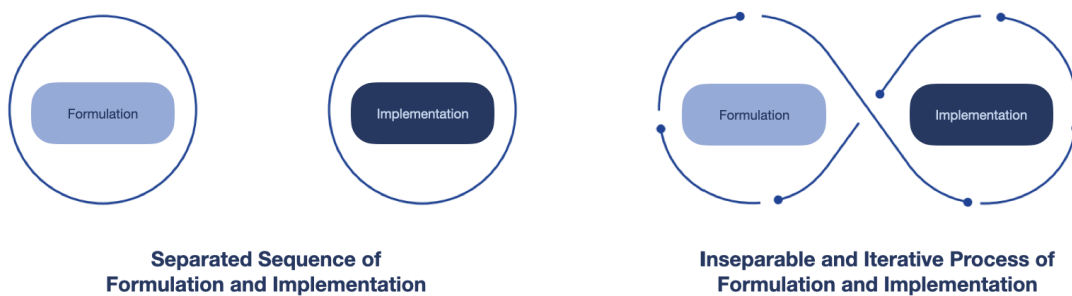 Formulation
Implementation
Separated Sequence of
Formulation and Implementation
Formulation
Implementation
Inseparable and Iterative Process of
Formulation and Implementation